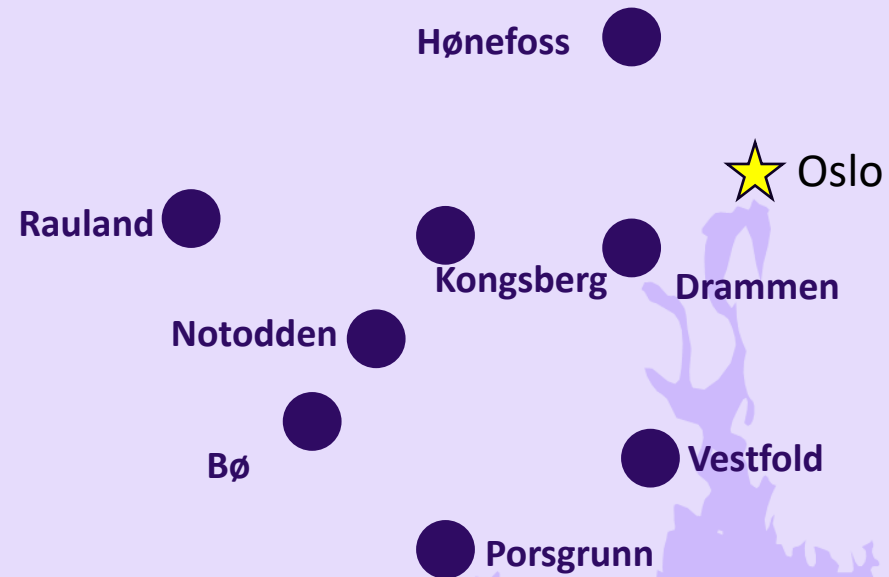 Hønefoss
Oslo
Rauland
Kongsberg
Drammen
Notodden
Bø
Vestfold
Porsgrunn